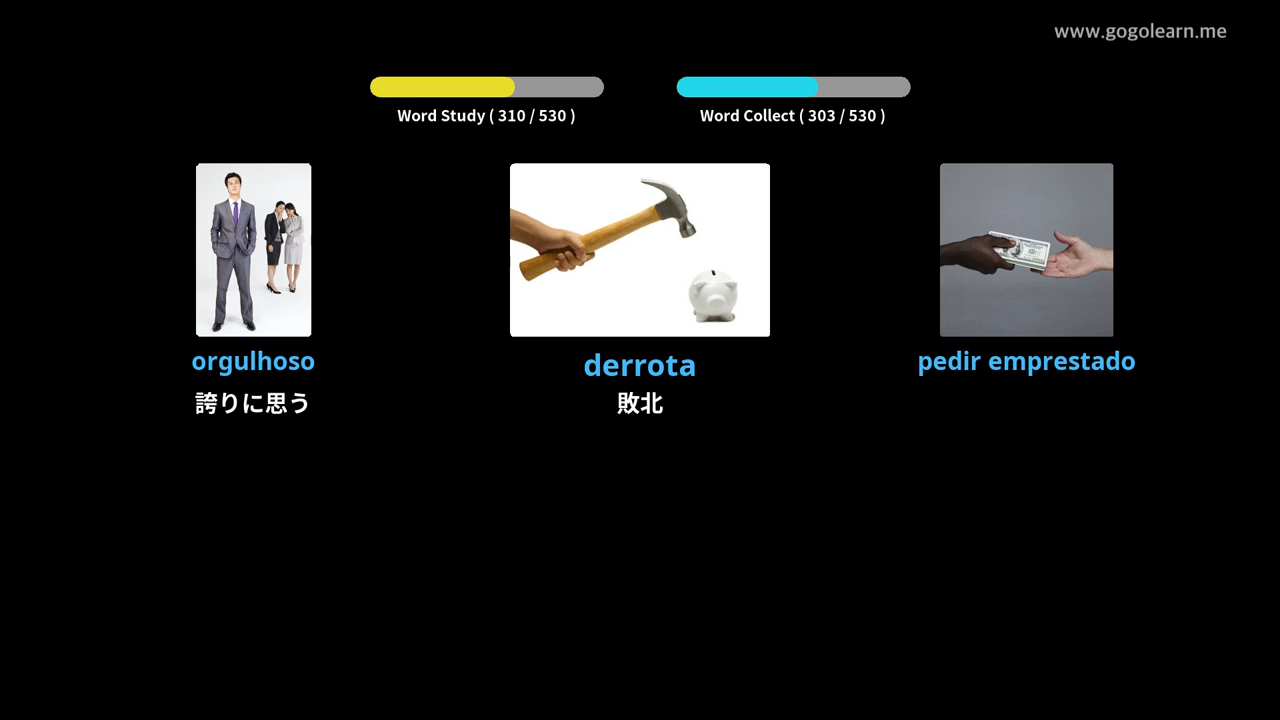 www.gogolearn.me
Word Study ( 310 / 530 )
Word Collect ( 303 / 530 )
orgulhoso
誇りに思う
derrota
敗北
pedir emprestado